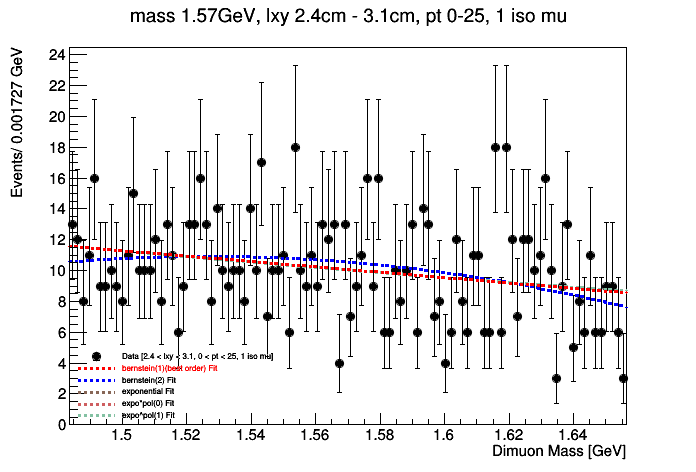 mass 1.57GeV, lxy 2.4cm - 3.1cm, pt 0-25, 1 iso mu
Events/ 0.001727 GeV
24
22
20
18
16
14
12
10
8
6
4
2
0
Data [2.4 < lxy < 3.1, 0 < pt < 25, 1 iso mu]
bernstein(1)(best order) Fit
bernstein(2) Fit
exponential Fit
expo*pol(0) Fit
expo*pol(1) Fit
1.5 1.52 1.54 1.56 1.58 1.6 1.62 1.64
Dimuon Mass [GeV]